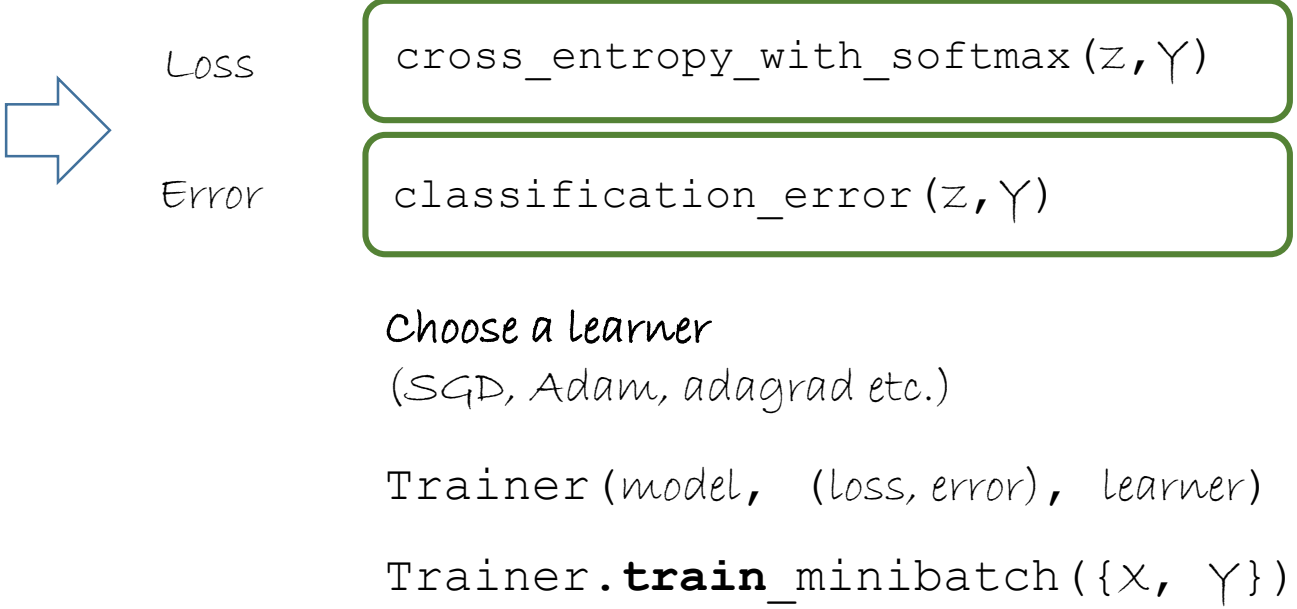 Loss
cross_entropy_with_softmax(z,Y)
Error
classification_error(z,Y)
Choose a learner
(SGD, Adam, adagrad etc.)
Trainer(model, (loss, error), learner)
Trainer.train_minibatch({X, Y})